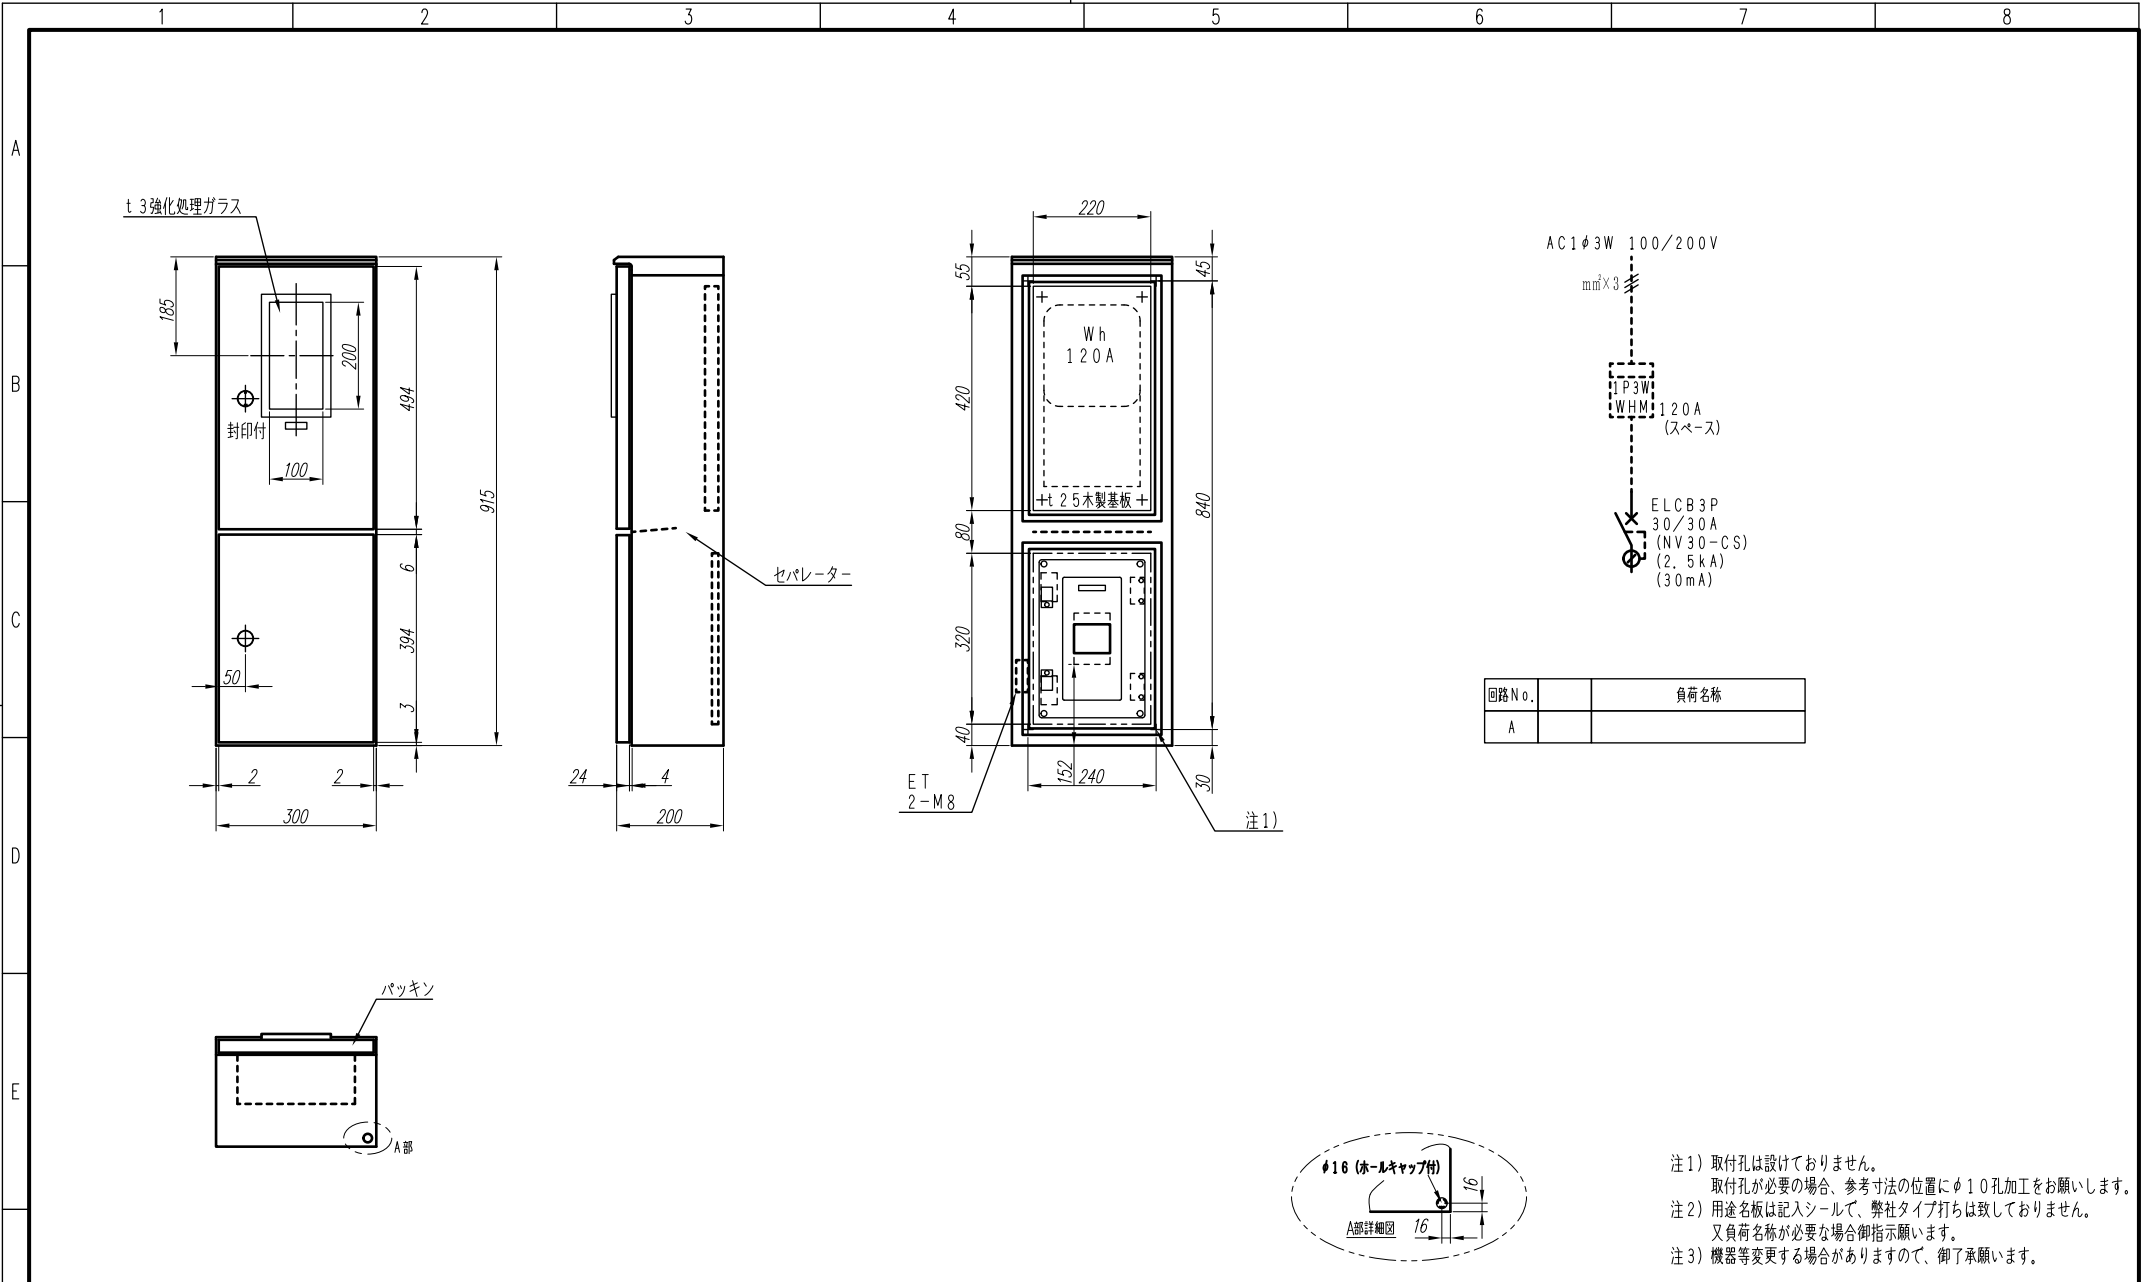 1 2 3 4 5 6 7 8
A
B
C
D
E
t3強化処理ガラス
185
200
封印付
100
494
915
6
394
50
3
2
2
300
セパレーター
24
4
200
220
55
45
Wh
120A
420
t25木製基板
840
80
320
40
152
240
30
ET
2-M8
注1)
AC1φ3W 100/200V
mm²×3
1P3W
WHM
120A
(スペース)
ELCB3P
30/30A
(NV30-CS)
(2.5kA)
(30mA)
回路No. 負荷名称
A
パッキン
A部
φ16(ホールキャップ付)
16
A部詳細図
16
注1) 取付孔は設けておりません。
取付孔が必要の場合、参考寸法の位置にφ10孔加工をお願いします。
注2) 用途名板は記入シールで、弊社タイプ打ちは致しておりません。
又負荷名称が必要な場合御指示願います。
注3) 機器等変更する場合がありますので、御了承願います。